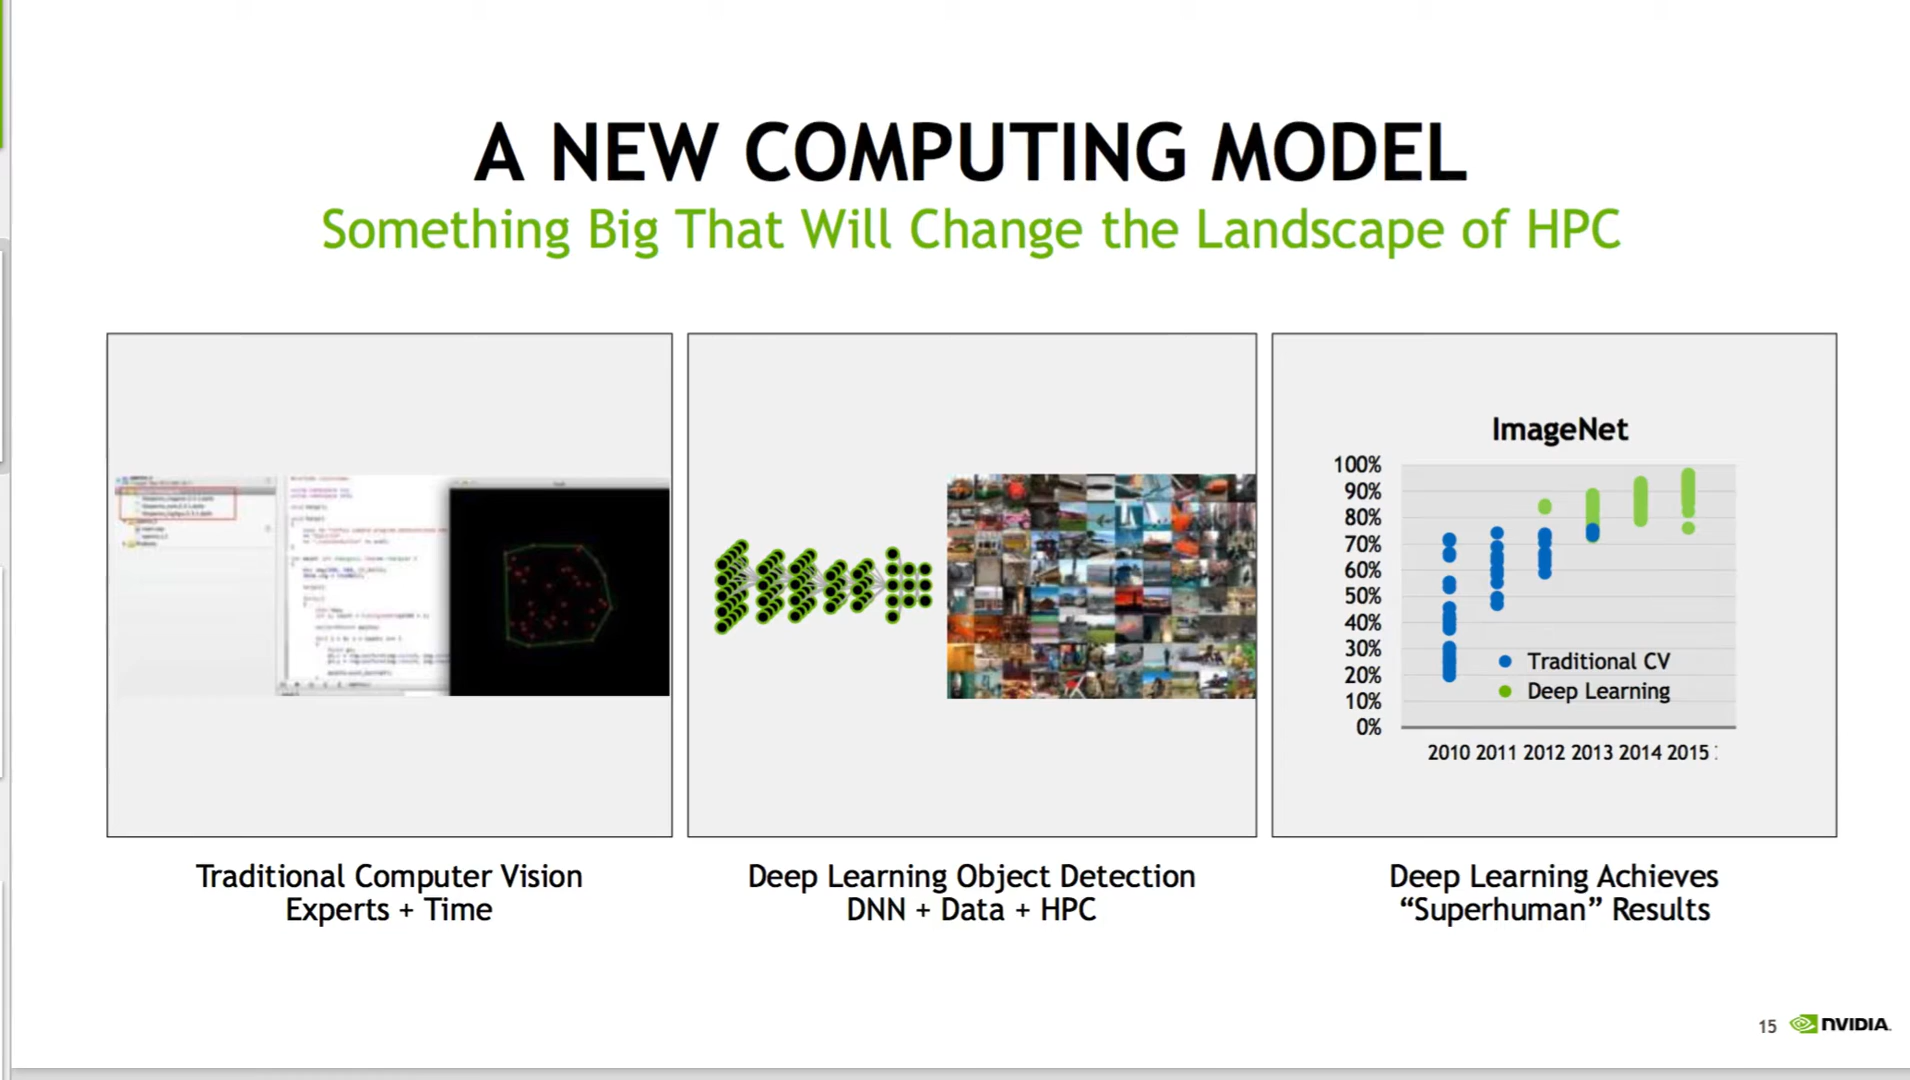 A NEW COMPUTING MODEL
Something Big That Will Change the Landscape of HPC
ImageNet
100%
90%
80%
70%
60%
50%
40%
30%
20%
10%
0%
Traditional CV
Deep Learning
2010 2011 2012 2013 2014 2015
Traditional Computer Vision
Experts + Time
Deep Learning Object Detection
DNN + Data + HPC
Deep Learning Achieves
“Superhuman” Results
15
NVIDIA.